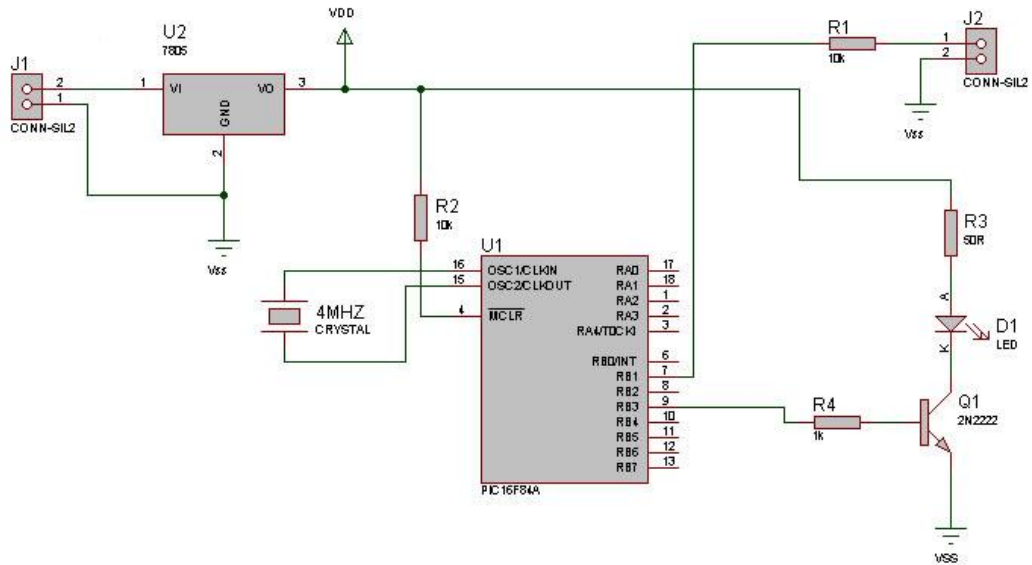 J1
2
1
CONN-SIL2
U2
7805
1
VI
VO
3
GND
2
Vss
VDD
R2
10k
R1
10k
J2
1
2
CONN-SIL2
Vss
R3
50R
A
K
D1
LED
Q1
2N2222
VSS
R4
1k
4MHZ
CRYSTAL
U1
16 OSC1/CLKIN
15 OSC2/CLKOUT
4 MCLR
RA0 17
RA1 18
RA2 1
RA3 2
RA4/T0CKI 3
RB0/INT 6
RB1 7
RB2 8
RB3 9
RB4 10
RB5 11
RB6 12
RB7 13
PIC16F84A